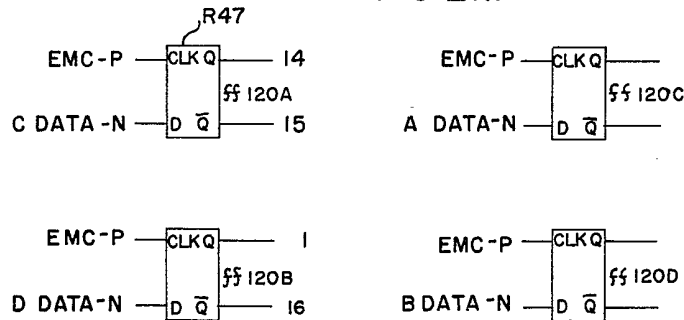 R47
EMC-P CLK Q 14
ff 120A
C DATA-N D Q̅ 15
EMC-P CLK Q
ff 120C
A DATA-N D Q̅
EMC-P CLK Q 1
ff 120B
D DATA-N D Q̅ 16
EMC-P CLK Q
ff 120D
B DATA-N D Q̅